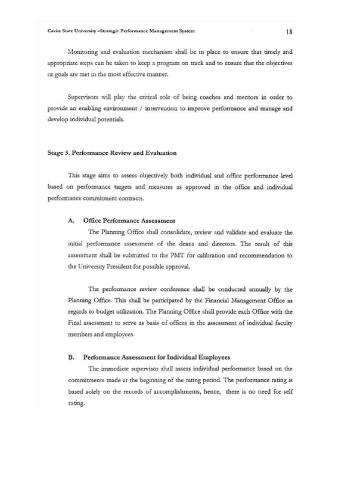 Cavite State University -Strategic Performance Management System 18
Monitoring and evaluation mechanism shall be in place to ensure that timely and
appropriate steps can be taken to keep a program on track and to ensure that the objectives
or goals are met in the most effective manner.
Supervisors will play the critical role of being coaches and mentors in order to
provide an enabling environment / intervention to improve performance and manage and
develop individual potentials.
Stage 3. Performance Review and Evaluation
This stage aims to assess objectively both individual and office performance level
based on performance targets and measures as approved in the office and individual
performance commitment contracts.
A. Office Performance Assessment
The Planning Office shall consolidate, review and validate and evaluate the
initial performance assessment of the deans and directors. The result of this
assessment shall be submitted to the PMT for calibration and recommendation to
the University President for possible approval.
The performance review conference shall be conducted annually by the
Planning Office. This shall be participated by the Financial Management Office as
regards to budget utilization. The Planning Office shall provide each Office with the
Final assessment to serve as basis of offices in the assessment of individual faculty
members and employees.
B. Performance Assessment for Individual Employees
The immediate supervisor shall assess individual performance based on the
commitments made at the beginning of the rating period. The performance rating is
based solely on the records of accomplishments, hence, there is no need for self
rating.